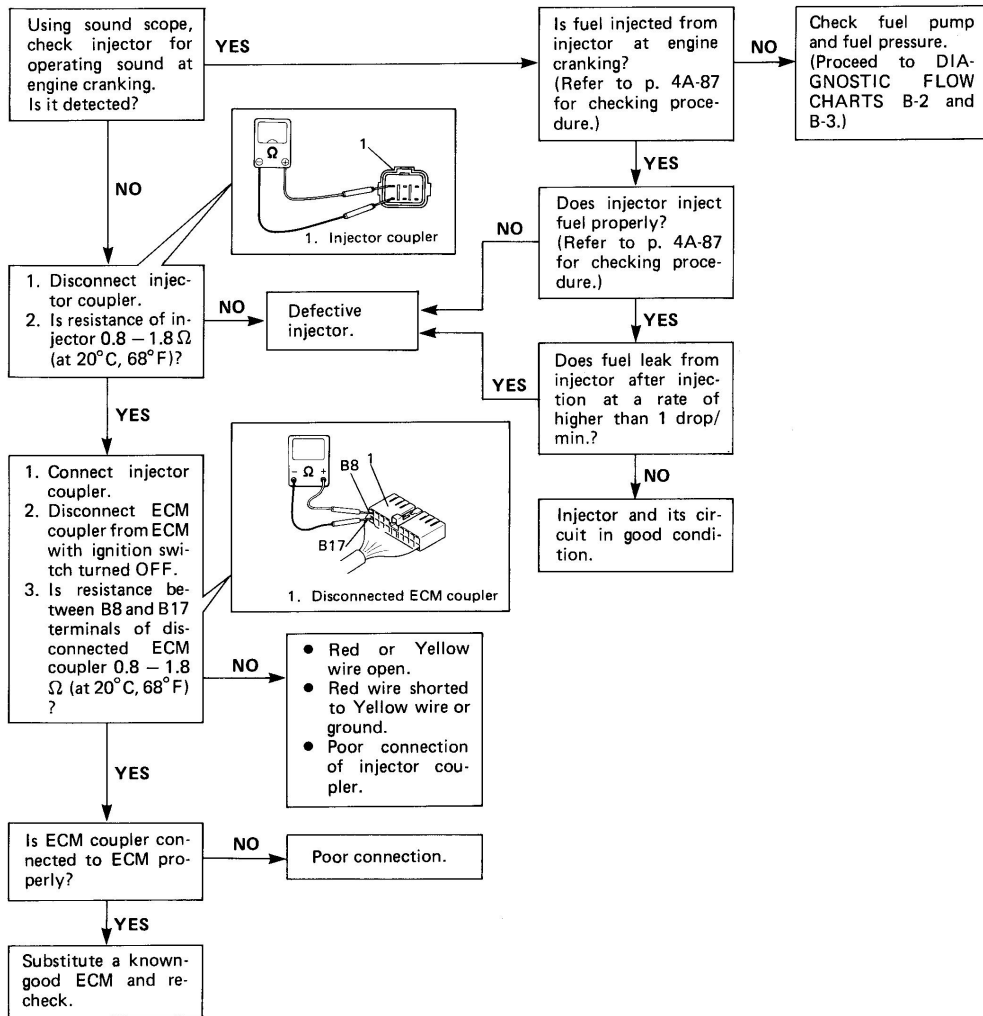 Using sound scope,
check injector for
operating sound at
engine cranking.
Is it detected?
YES
Is fuel injected from
injector at engine
cranking?
(Refer to p. 4A-87
for checking proce-
dure.)
NO
Check fuel pump
and fuel pressure.
(Proceed to DIA-
GNOSTIC FLOW
CHARTS B-2 and
B-3.)
YES
Does injector inject
fuel properly?
(Refer to p. 4A-87
for checking proce-
dure.)
NO
YES
Does fuel leak from
injector after injec-
tion at a rate of
higher than 1 drop/
min.?
YES
NO
Injector and its cir-
cuit in good condi-
tion.
NO
Ω
− +
1
1. Injector coupler
1. Disconnect injec-
tor coupler.
2. Is resistance of in-
jector 0.8 – 1.8 Ω
(at 20°C, 68°F)?
NO
Defective
injector.
YES
1. Connect injector
coupler.
2. Disconnect ECM
coupler from ECM
with ignition swi-
tch turned OFF.
3. Is resistance be-
tween B8 and B17
terminals of dis-
connected ECM
coupler 0.8 – 1.8
Ω (at 20°C, 68°F)
?
− Ω +
B8
1
B17
1. Disconnected ECM coupler
NO
● Red or Yellow
wire open.
● Red wire shorted
to Yellow wire or
ground.
● Poor connection
of injector cou-
pler.
YES
Is ECM coupler con-
nected to ECM pro-
perly?
NO
Poor connection.
YES
Substitute a known-
good ECM and re-
check.